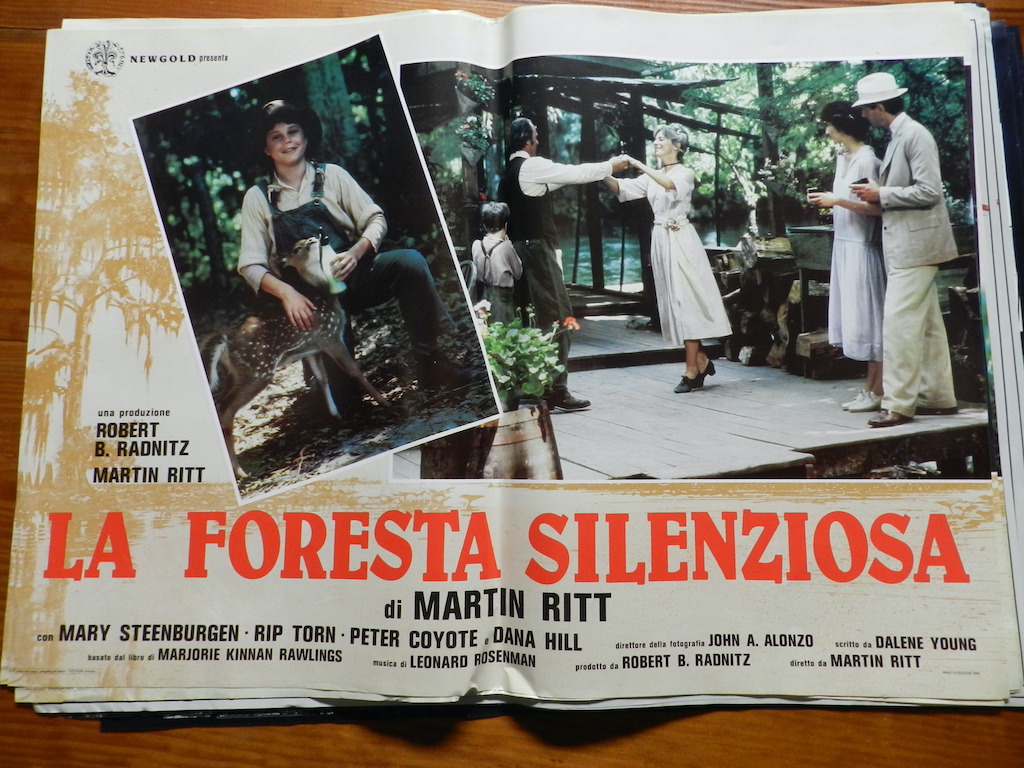 NEWGOLD presenta
una produzione
ROBERT
B. RADNITZ
MARTIN RITT
LA FORESTA SILENZIOSA
di MARTIN RITT
con MARY STEENBURGEN · RIP TORN · PETER COYOTE e DANA HILL
direttore della fotografia JOHN A. ALONZO scritto da DALENE YOUNG
basato dal libro di MARJORIE KINNAN RAWLINGS musica di LEONARD ROSENMAN prodotto da ROBERT B. RADNITZ diretto da MARTIN RITT